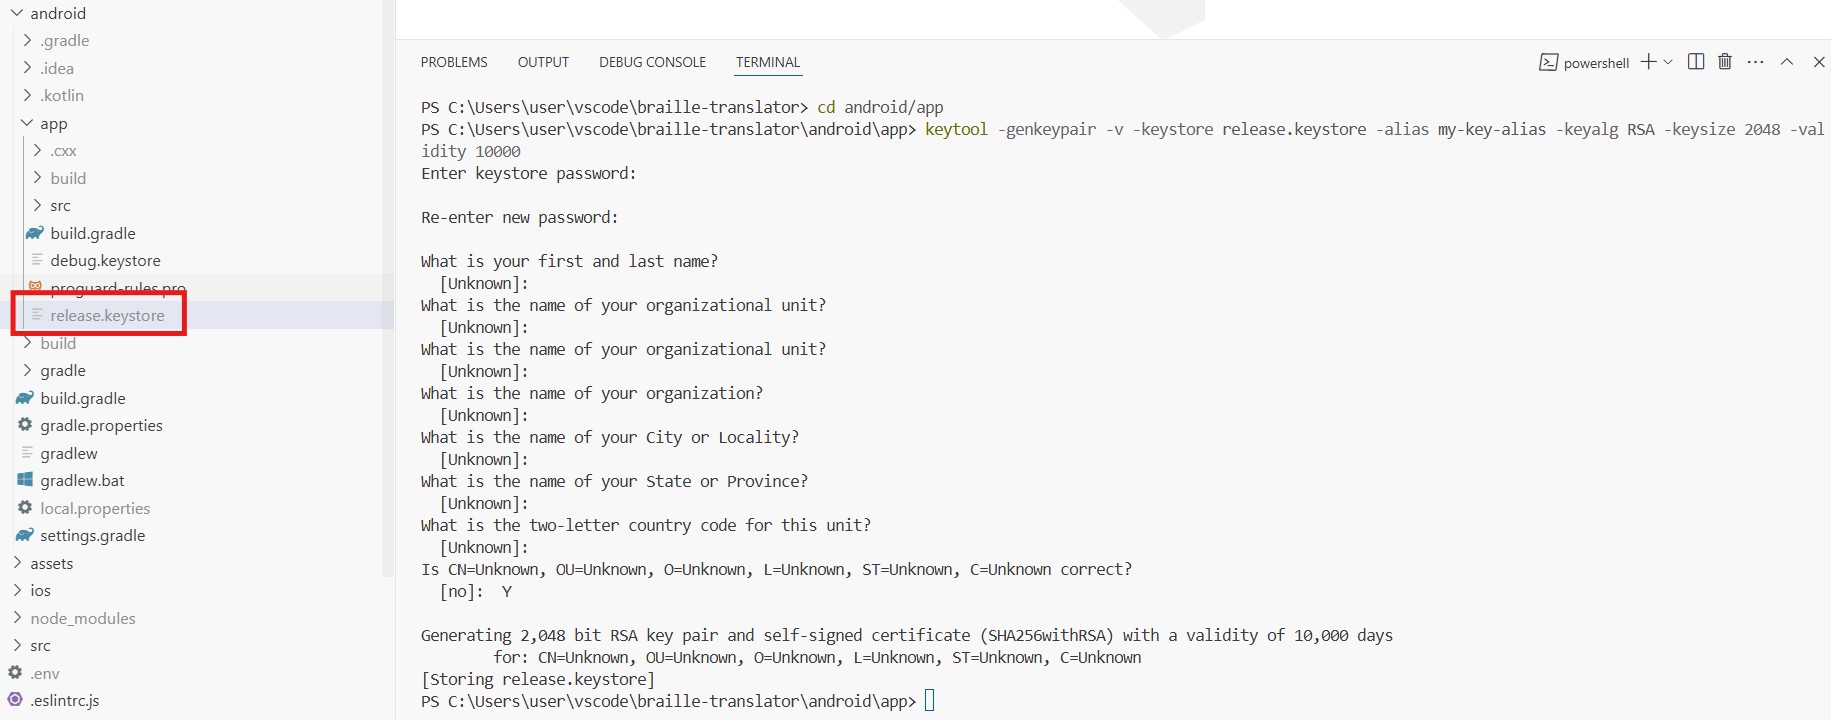 android
.gradle
.idea
.kotlin
app
.cxx
build
src
build.gradle
debug.keystore
proguard-rules.pro
release.keystore
build
gradle
build.gradle
gradle.properties
gradlew
gradlew.bat
local.properties
settings.gradle
assets
ios
node_modules
src
.env
.eslintrc.js
PROBLEMS OUTPUT DEBUG CONSOLE TERMINAL
powershell
PS C:\Users\user\vscode\braille-translator> cd android/app
PS C:\Users\user\vscode\braille-translator\android\app> keytool -genkeypair -v -keystore release.keystore -alias my-key-alias -keyalg RSA -keysize 2048 -val
idity 10000
Enter keystore password:
Re-enter new password:
What is your first and last name?
[Unknown]:
What is the name of your organizational unit?
[Unknown]:
What is the name of your organizational unit?
[Unknown]:
What is the name of your organization?
[Unknown]:
What is the name of your City or Locality?
[Unknown]:
What is the name of your State or Province?
[Unknown]:
What is the two-letter country code for this unit?
[Unknown]:
Is CN=Unknown, OU=Unknown, O=Unknown, L=Unknown, ST=Unknown, C=Unknown correct?
[no]: Y
Generating 2,048 bit RSA key pair and self-signed certificate (SHA256withRSA) with a validity of 10,000 days
for: CN=Unknown, OU=Unknown, O=Unknown, L=Unknown, ST=Unknown, C=Unknown
[Storing release.keystore]
PS C:\Users\user\vscode\braille-translator\android\app>